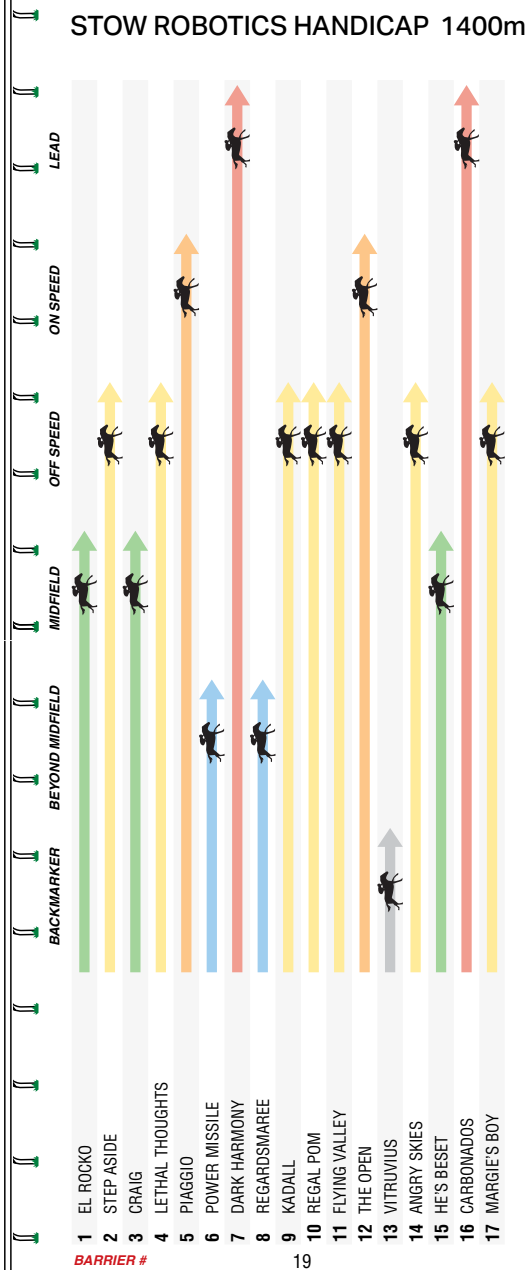 STOW ROBOTICS HANDICAP 1400m
LEAD
ON SPEED
OFF SPEED
MIDFIELD
BEYOND MIDFIELD
BACKMARKER
1 EL ROCKO
2 STEP ASIDE
3 CRAIG
4 LETHAL THOUGHTS
5 PIAGGIO
6 POWER MISSILE
7 DARK HARMONY
8 REGARDSMAREE
9 KADALL
10 REGAL POM
11 FLYING VALLEY
12 THE OPEN
13 VITRUVIUS
14 ANGRY SKIES
15 HE'S BESET
16 CARBONADOS
17 MARGIE'S BOY
BARRIER #
19